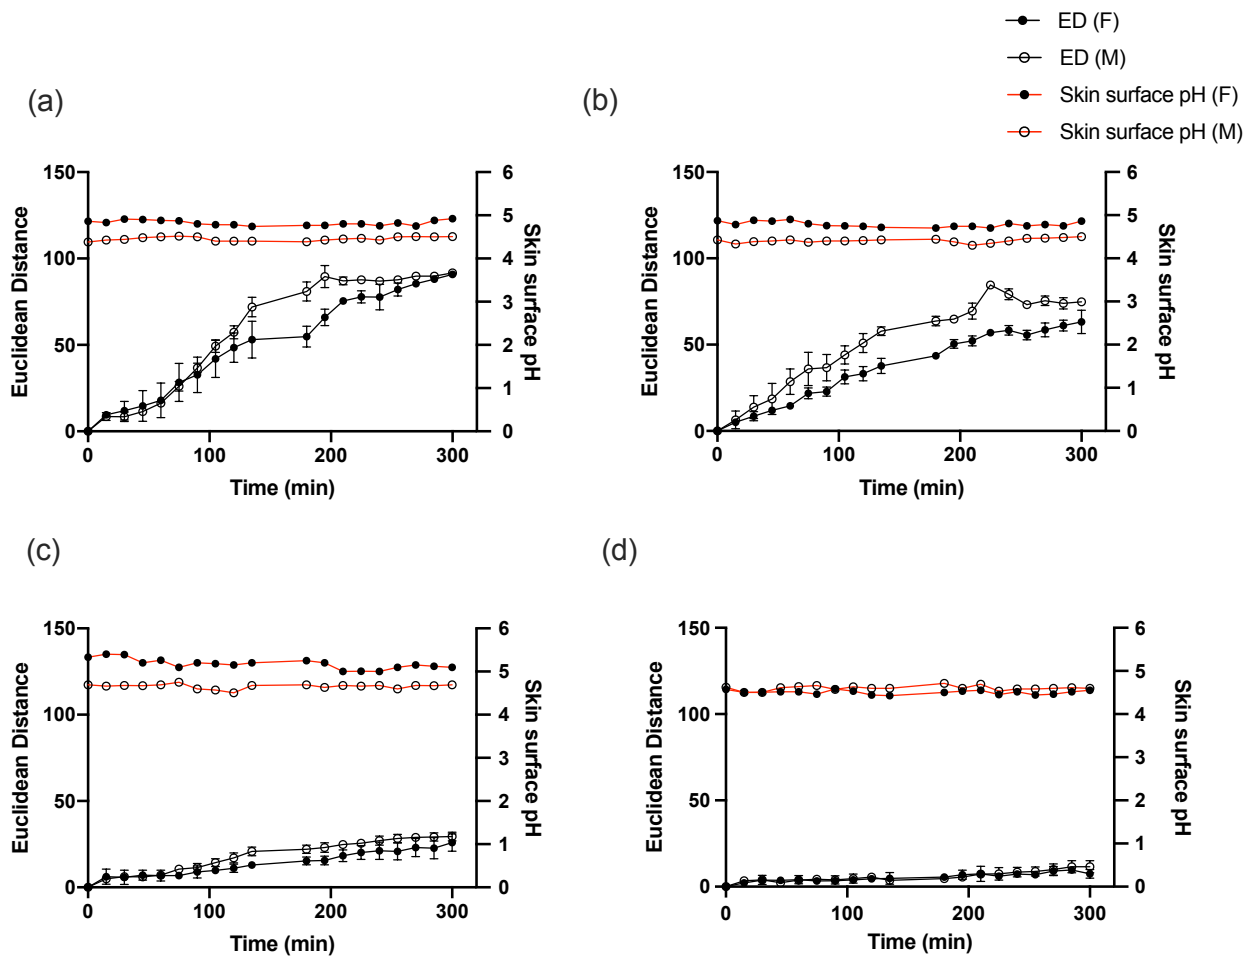 ED (F)
ED (M)
Skin surface pH (F)
Skin surface pH (M)
(a)
150
100
50
0
Euclidean Distance
6
5
4
3
2
1
0
Skin surface pH
0 100 200 300
Time (min)
(b)
150
100
50
0
Euclidean Distance
6
5
4
3
2
1
0
Skin surface pH
0 100 200 300
Time (min)
(c)
150
100
50
0
Euclidean Distance
6
5
4
3
2
1
0
Skin surface pH
0 100 200 300
Time (min)
(d)
150
100
50
0
Euclidean Distance
6
5
4
3
2
1
0
Skin surface pH
0 100 200 300
Time (min)